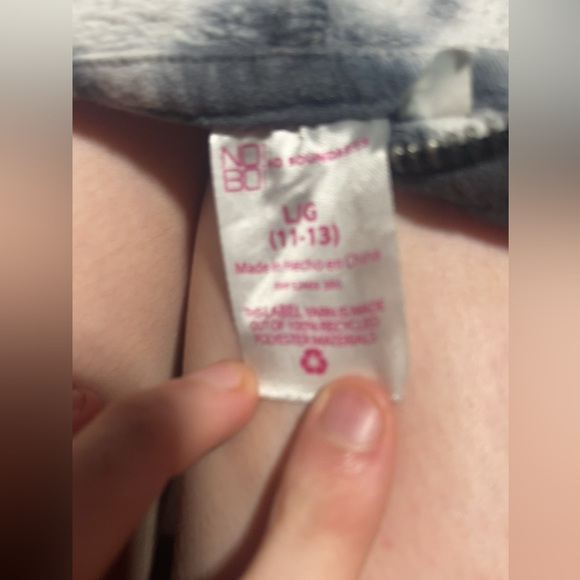 NO
BO
NO BOUNDARIES
L/G
(11-13)
Made in/Hecho en China
THIS LABEL YARN IS MADE
OUT OF 100% RECYCLED
POLYESTER MATERIALS